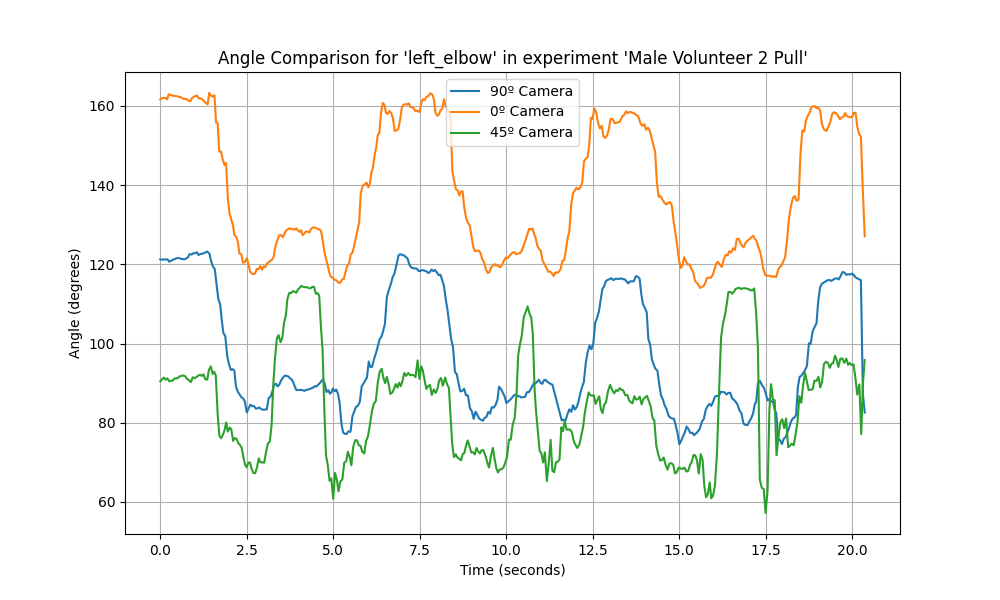 Angle Comparison for 'left_elbow' in experiment 'Male Volunteer 2 Pull'
90º Camera
0º Camera
45º Camera
Angle (degrees)
160
140
120
100
80
60
0.0 2.5 5.0 7.5 10.0 12.5 15.0 17.5 20.0
Time (seconds)